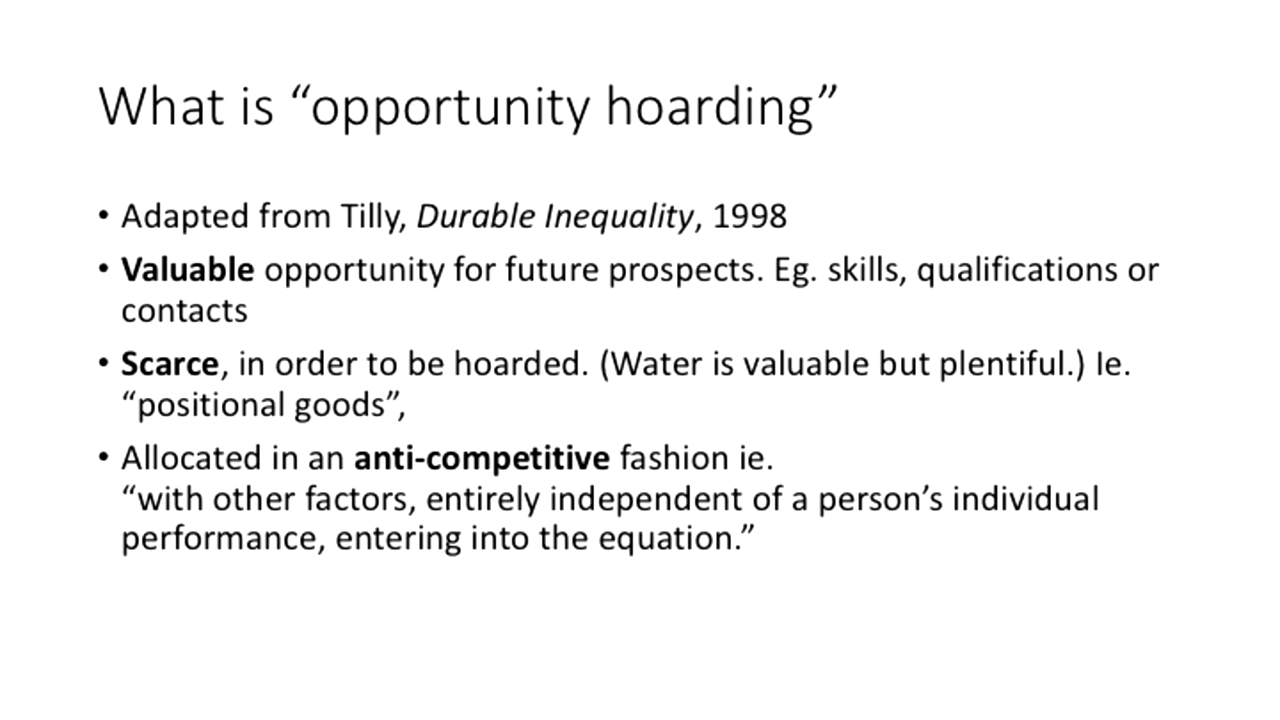 What is “opportunity hoarding”
• Adapted from Tilly, Durable Inequality, 1998
• Valuable opportunity for future prospects. Eg. skills, qualifications or
contacts
• Scarce, in order to be hoarded. (Water is valuable but plentiful.) Ie.
“positional goods”,
• Allocated in an anti-competitive fashion ie.
“with other factors, entirely independent of a person’s individual
performance, entering into the equation.”